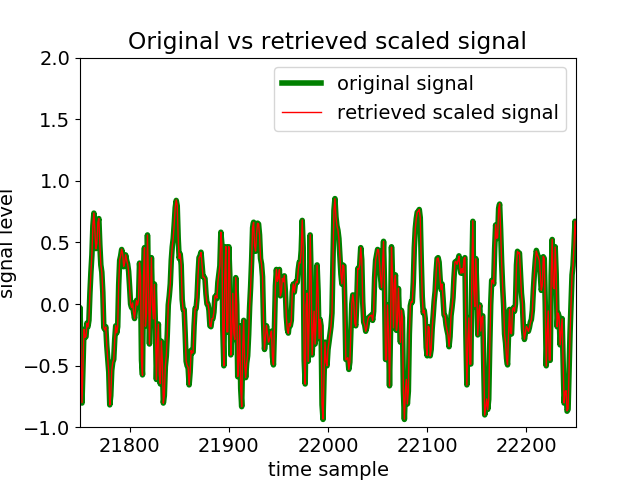 Original vs retrieved scaled signal
original signal
retrieved scaled signal
2.0
1.5
1.0
0.5
0.0
−0.5
−1.0
signal level
21800 21900 22000 22100 22200
time sample